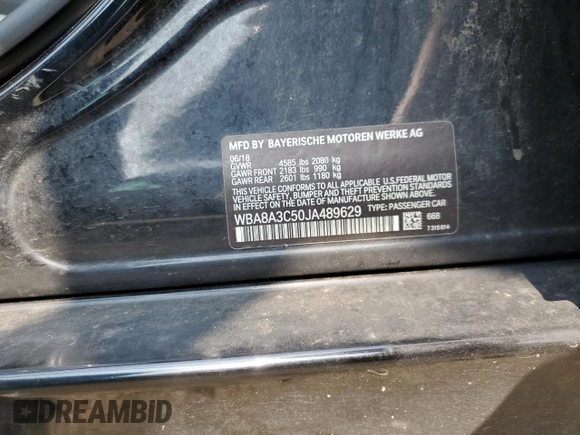 MFD BY BAYERISCHE MOTOREN WERKE AG
06/18
GVWR 4585 lbs 2080 kg
GAWR FRONT 2183 lbs 990 kg
GAWR REAR 2601 lbs 1180 kg
THIS VEHICLE CONFORMS TO ALL APPLICABLE U.S. FEDERAL MOTOR
VEHICLE SAFETY, BUMPER AND THEFT PREVENTION STANDARDS
IN EFFECT ON THE DATE OF MANUFACTURE SHOWN ABOVE.
WBA8A3C50JA489629 TYPE: PASSENGER CAR
668
DREAMBID